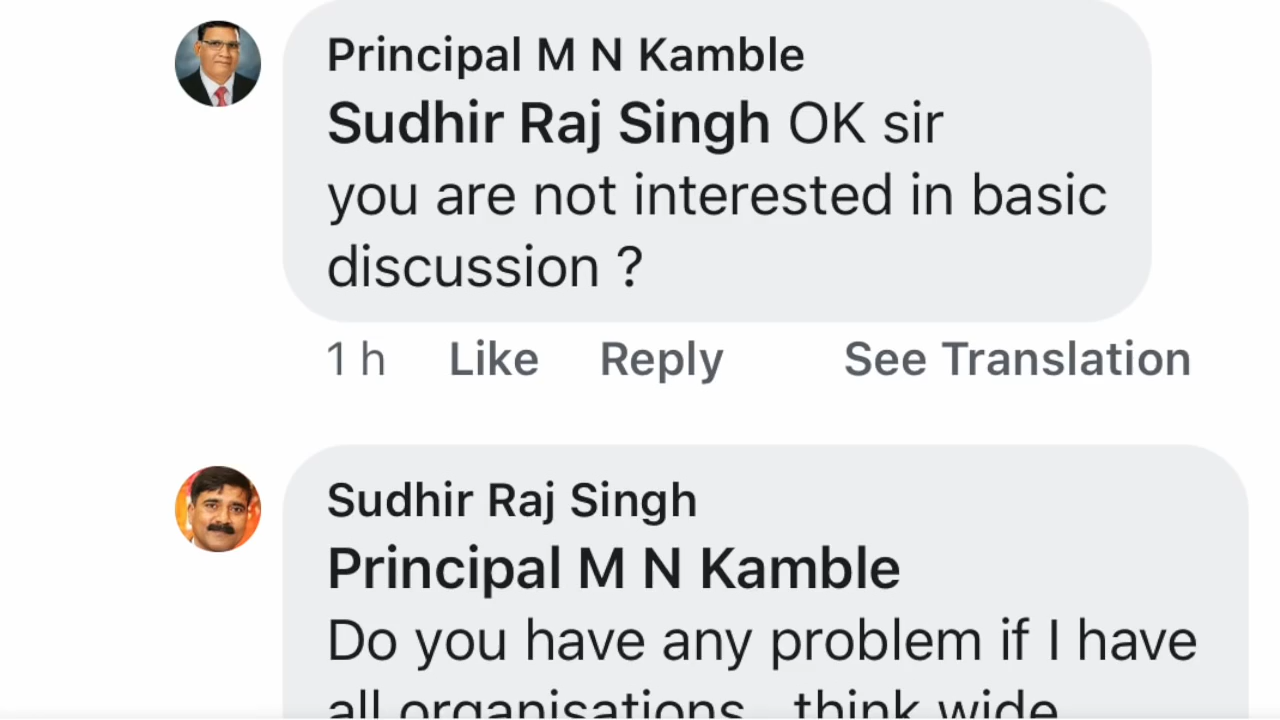 Principal M N Kamble
Sudhir Raj Singh OK sir
you are not interested in basic
discussion ?
1 h Like Reply See Translation
Sudhir Raj Singh
Principal M N Kamble
Do you have any problem if I have
all organisations think wide